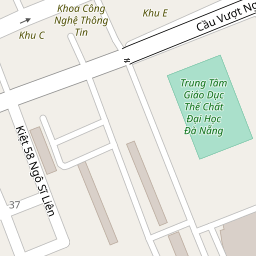 Khoa Công
Nghệ Thông
Tin
Khu C
Khu E
Cầu Vượt Ng
Trung Tâm
Giáo Dục
Thể Chất
Đại Học
Đà Nẵng
Kiệt 58 Ngô Sĩ Liên
37